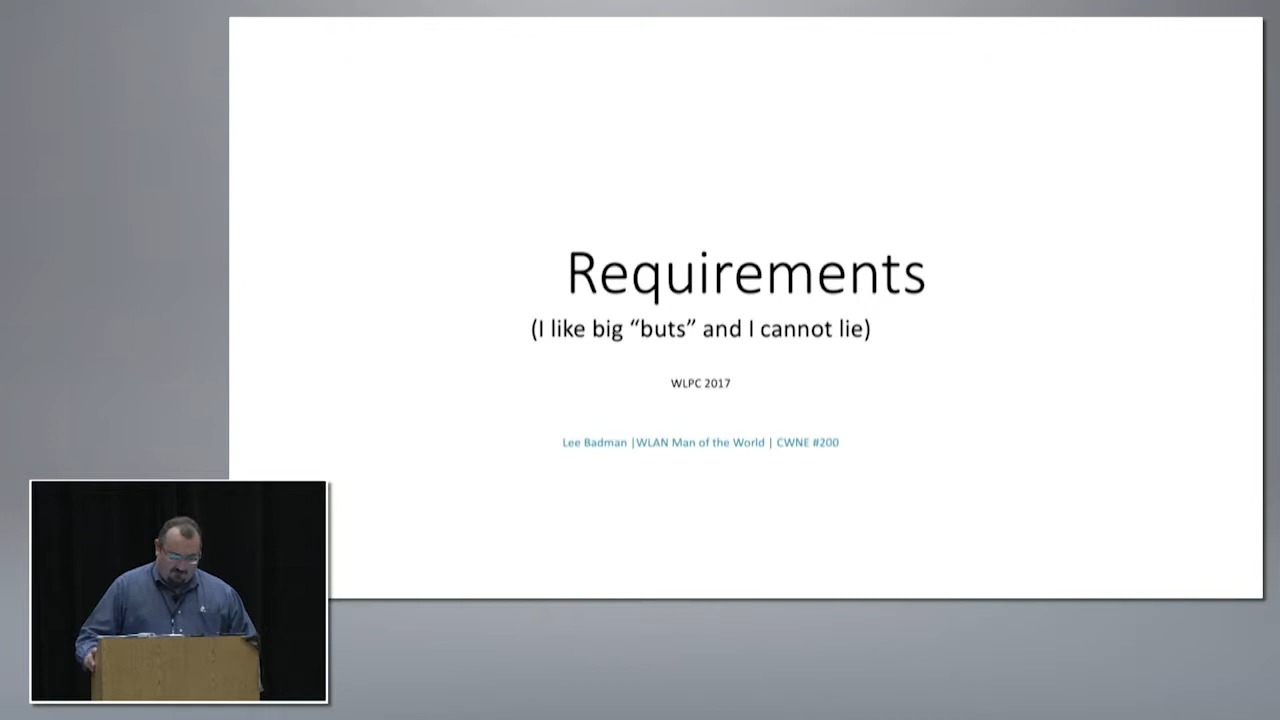 Requirements
(I like big “buts” and I cannot lie)
WLPC 2017
Lee Badman |WLAN Man of the World | CWNE #200